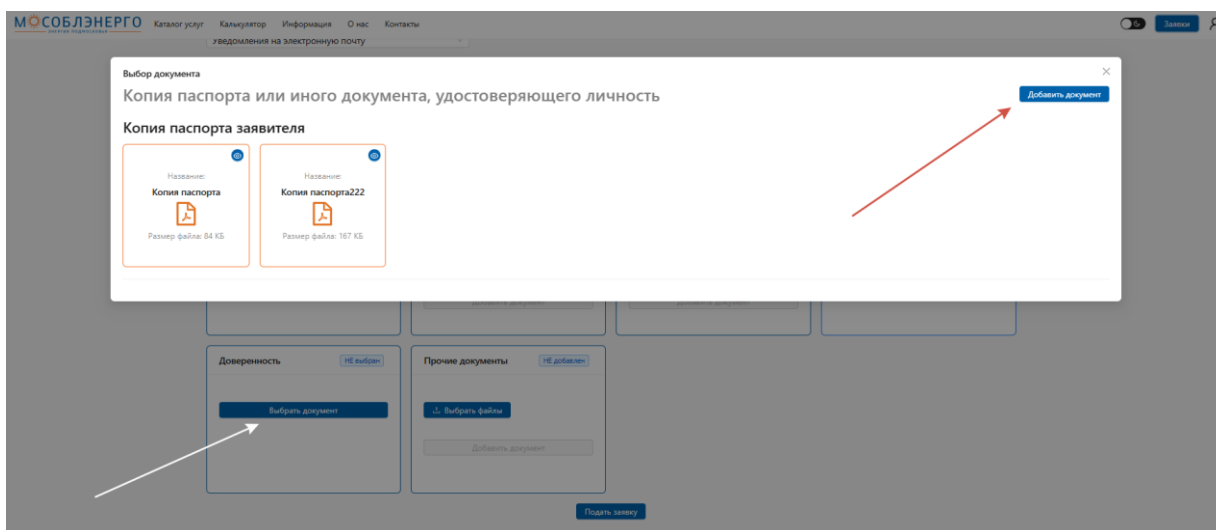 МОСОБЛЭНЕРГО Каталог услуг Калькулятор Информация О нас Контакты Заявки
ЭНЕРГИЯ ПОДМОСКОВЬЯ
Уведомления на электронную почту
Выбор документа
Копия паспорта или иного документа, удостоверяющего личность
Добавить документ
Копия паспорта заявителя
Название: Название:
Копия паспорта Копия паспорта222
Размер файла: 84 КБ Размер файла: 167 КБ
Добавить документ Добавить документ
Доверенность НЕ выбран Прочие документы НЕ добавлен
Выбрать документ Выбрать файлы
Добавить документ
Подать заявку